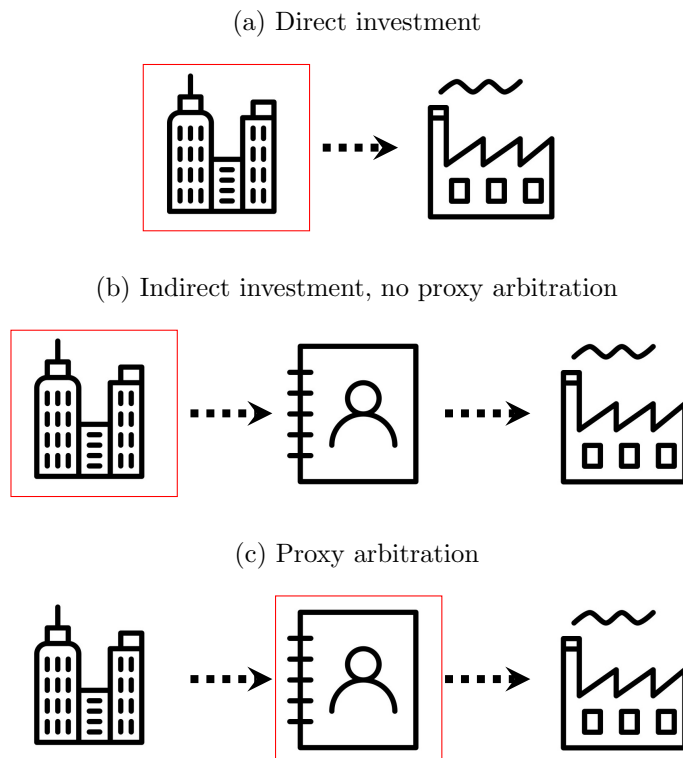 (a) Direct investment
(b) Indirect investment, no proxy arbitration
(c) Proxy arbitration